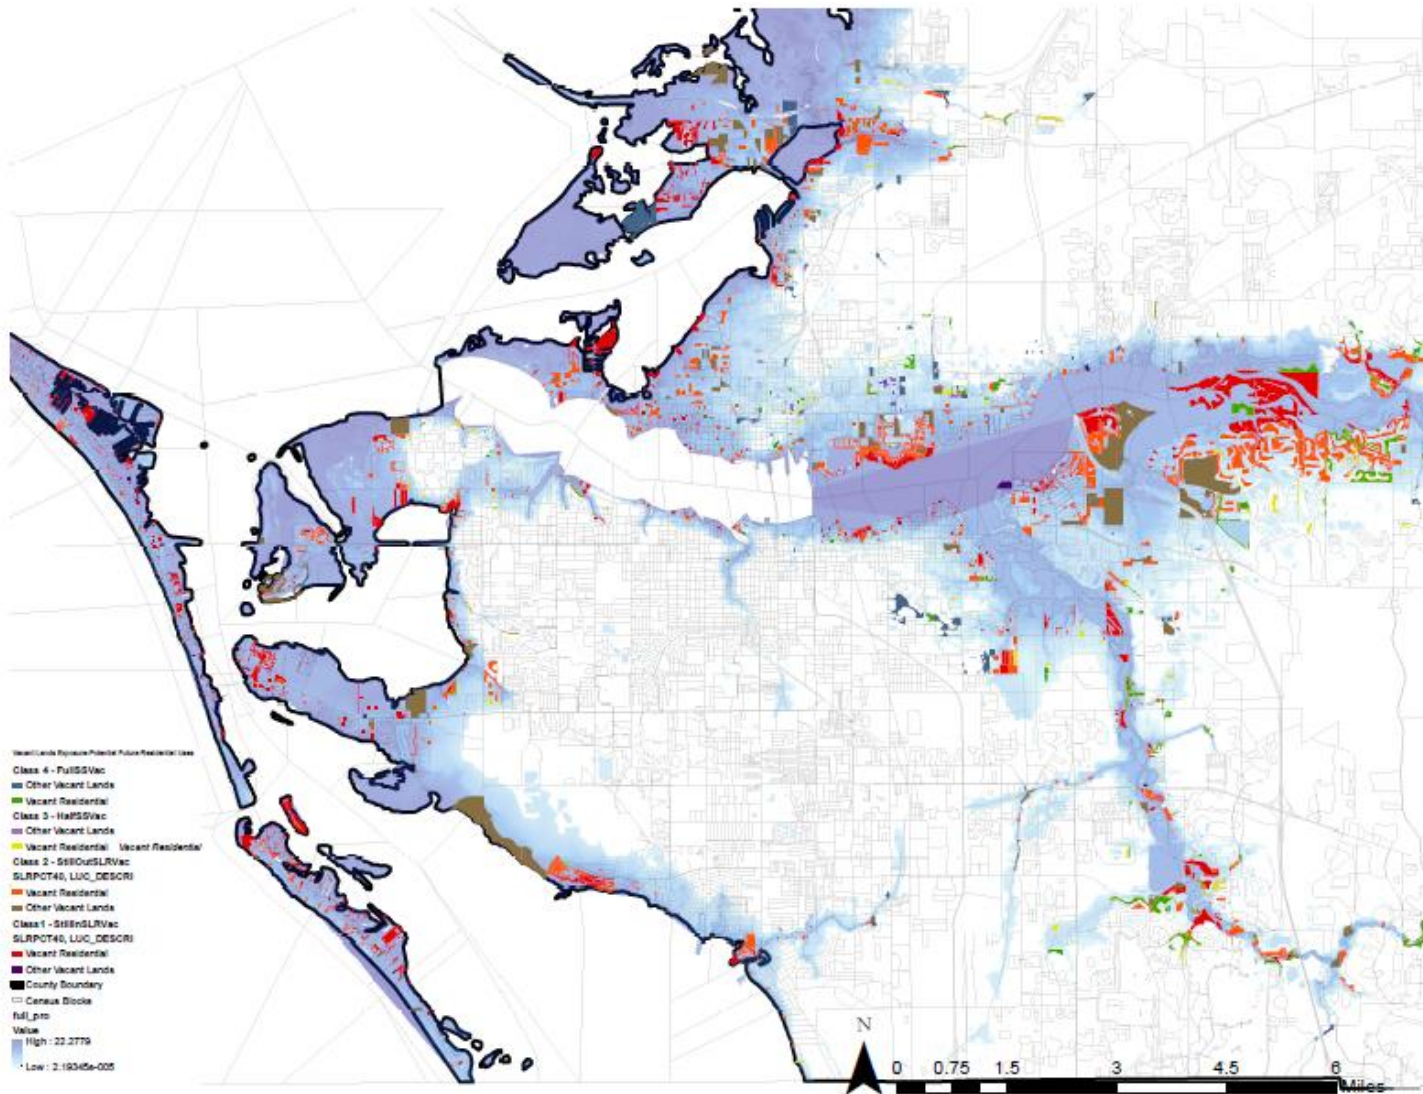 Vacant Lands Exposure-Potential Future Residential Uses
Class 4 - FullSSVac
Other Vacant Lands
Vacant Residential
Class 3 - HalfSSVac
Other Vacant Lands
Vacant Residential Vacant Residential
Class 2 - StillOutSLRVac
SLRPCT40, LUC_DESCRI
Vacant Residential
Other Vacant Lands
Class1 - StillInSLRVac
SLRPCT40, LUC_DESCRI
Vacant Residential
Other Vacant Lands
County Boundary
Census Blocks
full_pro
Value
High : 22.2779
Low : 2.19345e-005
N
0 0.75 1.5 3 4.5 6
Miles